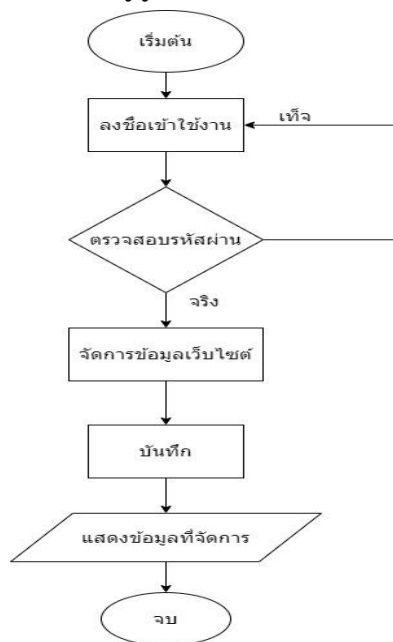 เริ่มต้น
ลงชื่อเข้าใช้งาน
เท็จ
ตรวจสอบรหัสผ่าน
จริง
จัดการข้อมูลเว็บไซต์
บันทึก
แสดงข้อมูลที่จัดการ
จบ